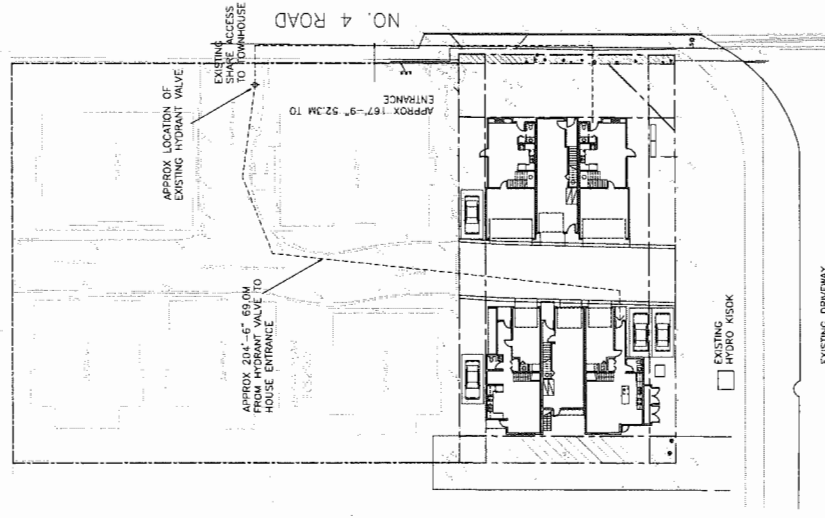 NO. 4 ROAD
EXISTING
SHARE ACCESS
TO TOWNHOUSE
APPROX LOCATION OF
EXISTING HYDRANT VALVE
APPROX 167'-9" 52.3M TO
ENTRANCE
APPROX 204'-6" 69.0M
FROM HYDRANT VALVE TO
HOUSE ENTRANCE
EXISTING
HYDRO KISOK
EXISTING DRIVEWAY